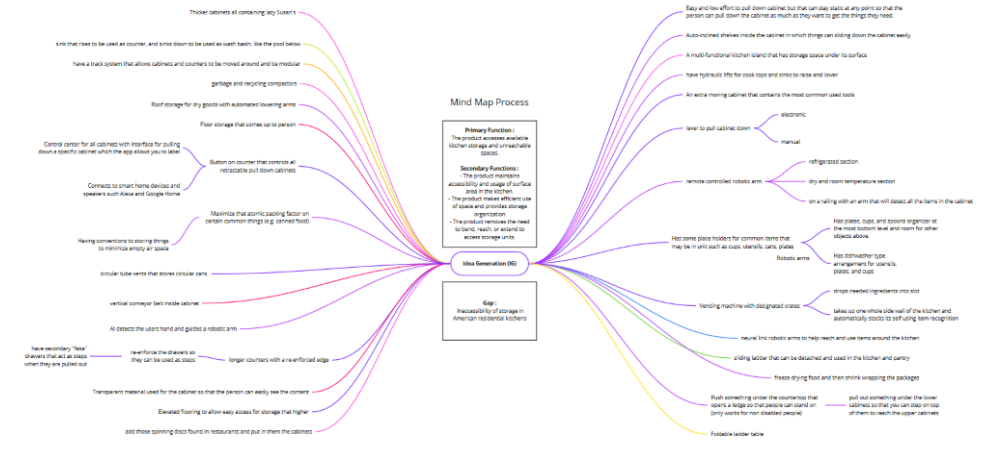 Thicker cabinets all containing lazy Susan's
sink that rises to be used as counter, and sinks down to be used as wash basin, like the pool below
have a track system that allows cabinets and counters to be moved around and be modular
garbage and recycling compactors
Roof storage for dry goods with automated lowering arms
Floor storage that comes up to person
Control center for all cabinets with interface for pulling
down a specific cabinet which the app allows you to label
Button on counter that controls all
retractable pull down cabinets
Connects to smart home devices and
speakers such Alexa and Google Home
Maximize that atomic packing factor on
certain common things (e.g. canned food)
Having conventions to storing things
to minimize empty air space
circular tube vents that stores circular cans.
vertical conveyor belt inside cabinet
AI detects the users hand and guides a robotic arm
have secondary "fake"
drawers that act as steps
when they are pulled out
re-enforce the drawers so
they can be used as steps
longer counters with a re-enforced edge
Transparent material used for the cabinet so that the person can easily see the content
Elevated flooring to allow easy access for storage that higher
add those spinning discs found in restaurants and put in them the cabinets
Mind Map Process
Primary Function :
The product accesses available
kitchen storage and unreachable
spaces.
Secondary Functions :
- The product maintains
accessibility and usage of surface
area in the kitchen.
- The product makes efficient use
of space and provides storage
organization
- The product removes the need
to bend, reach, or extend to
access storage units.
Idea Generation (IG)
Gap :
Inaccessibility of storage in
American residential kitchens
Easy and low effort to pull down cabinet but that can stay static at any point so that the
person can pull down the cabinet as much as they want to get the things they need.
Auto-inclined shelves inside the cabinet in which things can sliding down the cabinet easily
A multi-functional kitchen island that has storage space under its surface
have hydraulic lifts for cook tops and sinks to raise and lower
An extra moving cabinet that contains the most common used tools
lever to pull cabinet down
electronic
manual
remote controlled robotic arm
refrigerated section
dry and room temperature section
on a railing with an arm that will detect all the items in the cabinet
Has some place holders for common items that
may be in unit such as cups, utensils, cans, plates
Robotic arms
Has plates, cups, and spoons organizer at
the most bottom level and room for other
objects above.
Has dishwasher type
arrangement for utensils,
plates, and cups
Vending machine with designated crates
drops needed ingredients into slot
takes up one whole side wall of the kitchen and
automatically stocks its self using item recognition
neural link robotic arms to help reach and use items around the kitchen
sliding ladder that can be detached and used in the kitchen and pantry
freeze drying food and then shrink wrapping the packages
Push something under the countertop that
opens a ledge so that people can stand on
(only works for non disabled people)
pull out something under the lower
cabinets so that you can step on top
of them to reach the upper cabinets
Foldable ladder table